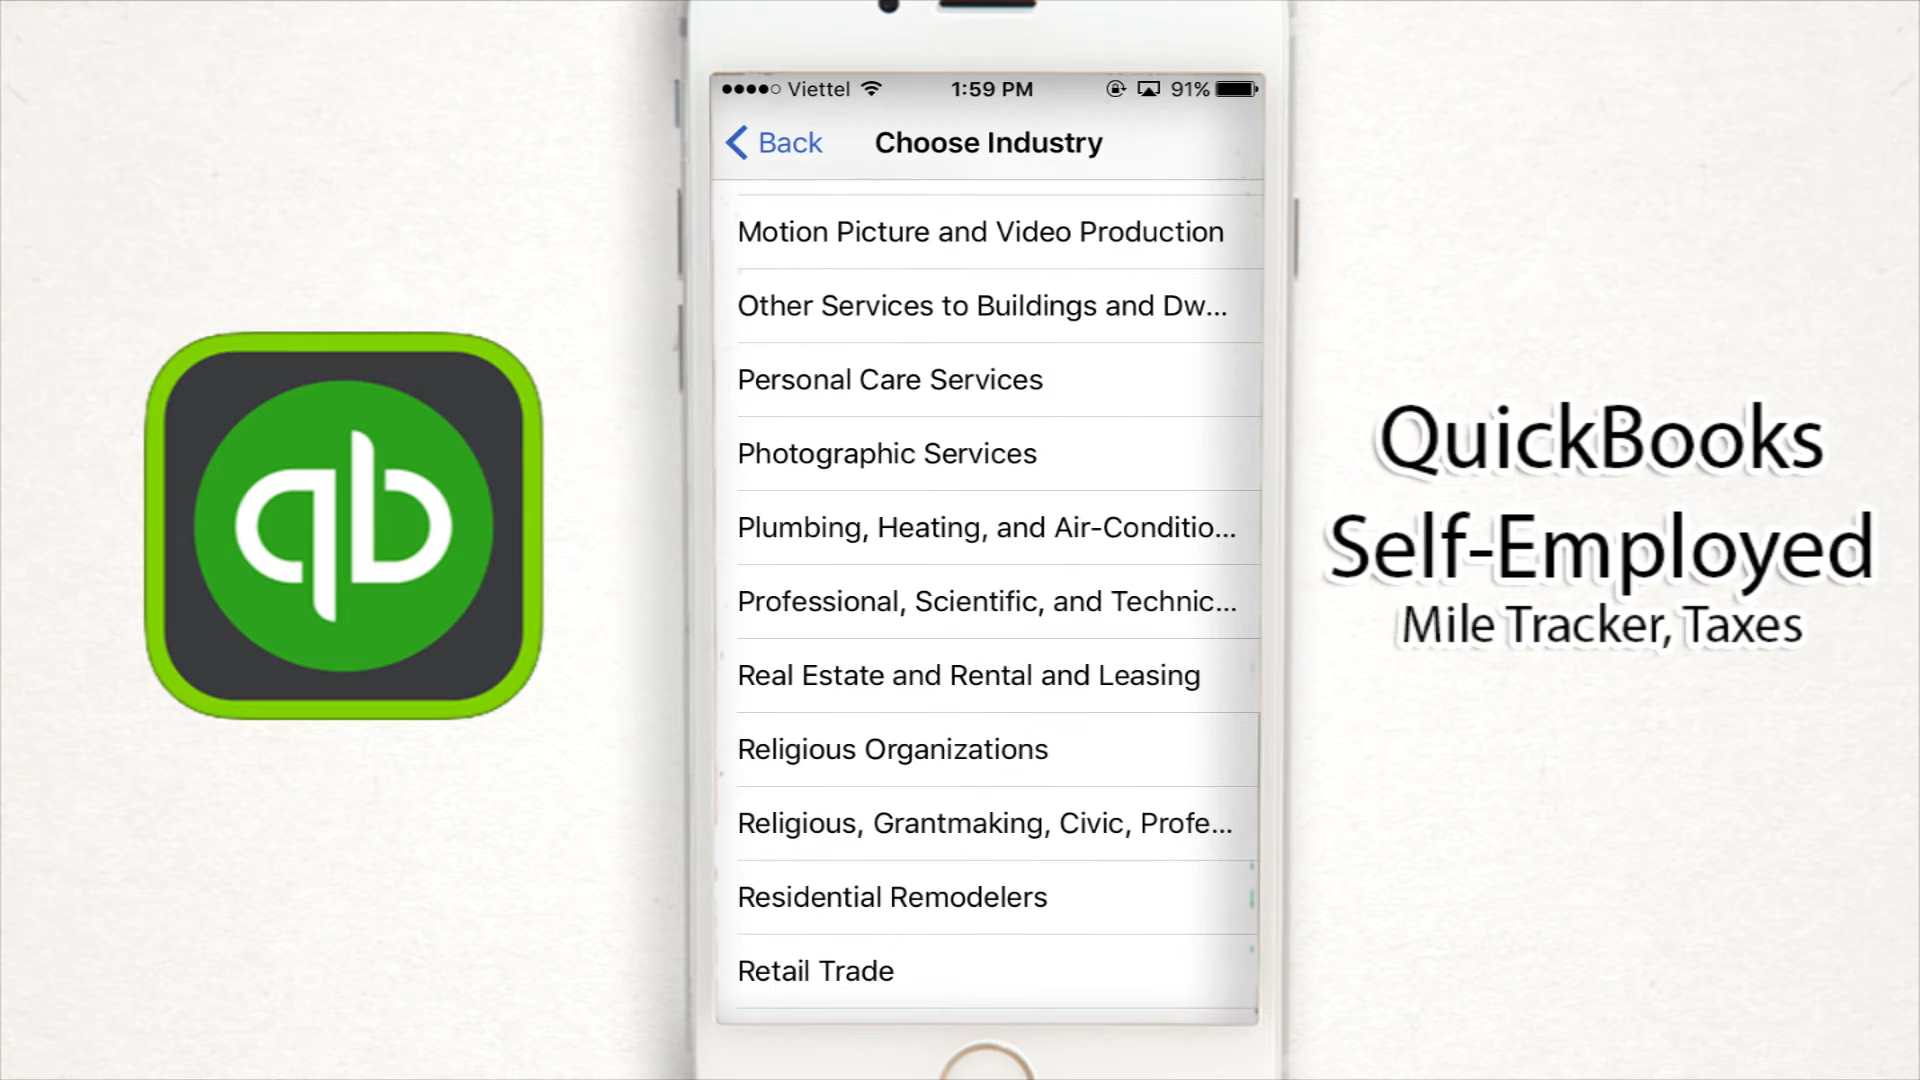 Viettel 1:59 PM 91%
Back Choose Industry
Motion Picture and Video Production
Other Services to Buildings and Dw...
Personal Care Services
Photographic Services
Plumbing, Heating, and Air-Conditio...
Professional, Scientific, and Technic...
Real Estate and Rental and Leasing
Religious Organizations
Religious, Grantmaking, Civic, Profe...
Residential Remodelers
Retail Trade
qb
QuickBooks
Self-Employed
Mile Tracker, Taxes